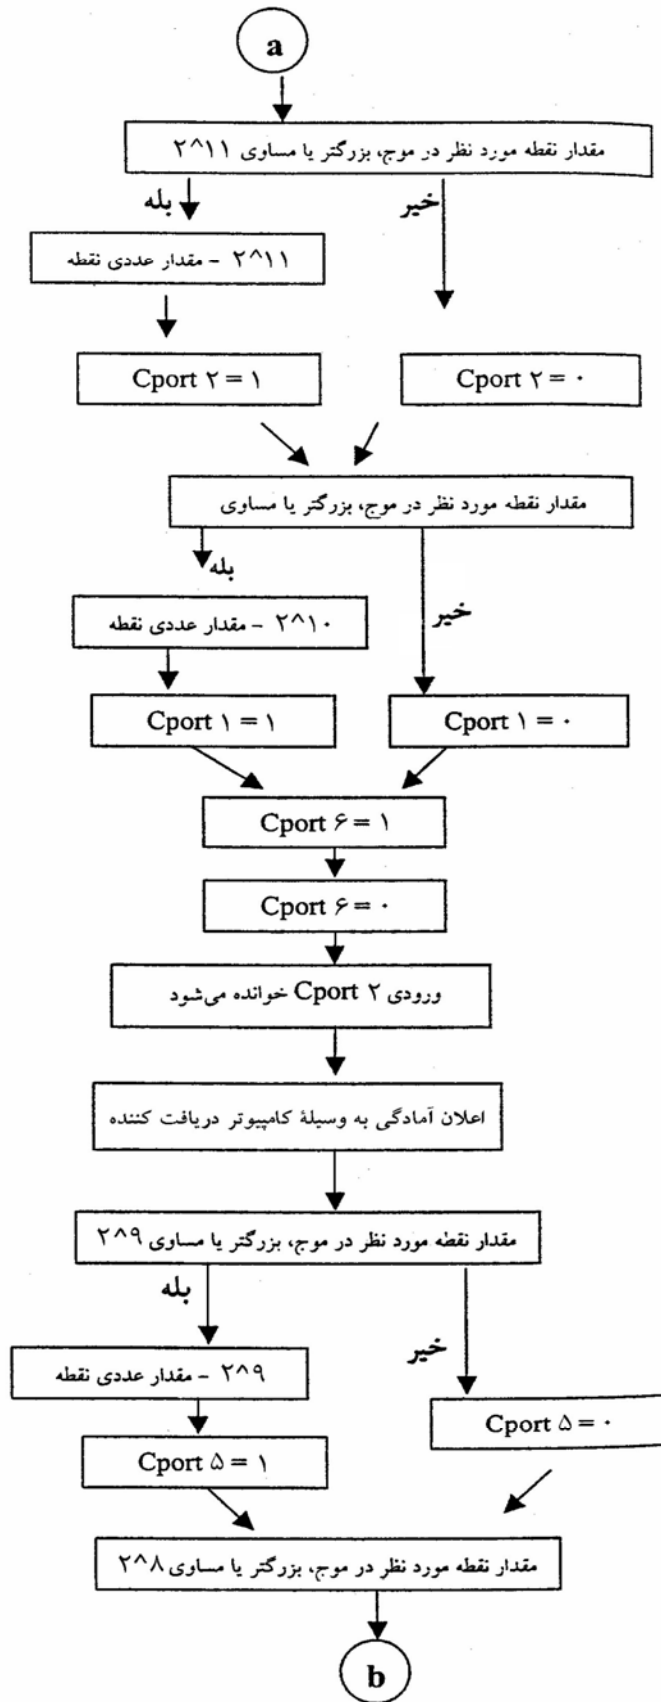 a
مقدار نقطه مورد نظر در موج، بزرگتر یا مساوی ۲^۱۱
بله
خیر
۲^۱۱ - مقدار عددی نقطه
Cport ۲ = ۱
Cport ۲ = ۰
مقدار نقطه مورد نظر در موج، بزرگتر یا مساوی
بله
خیر
۲^۱۰ - مقدار عددی نقطه
Cport ۱ = ۱
Cport ۱ = ۰
Cport ۶ = ۱
Cport ۶ = ۰
ورودی Cport ۲ خوانده می‌شود
اعلان آمادگی به وسیلهٔ کامپیوتر دریافت کننده
مقدار نقطه مورد نظر در موج، بزرگتر یا مساوی ۲^۹
بله
خیر
۲^۹ - مقدار عددی نقطه
Cport ۵ = ۰
Cport ۵ = ۱
مقدار نقطه مورد نظر در موج، بزرگتر یا مساوی ۲^۸
b